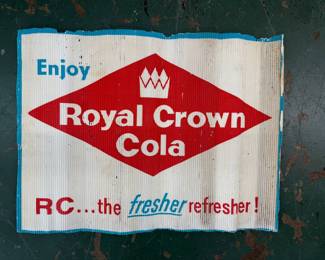 Enjoy
Royal Crown
Cola
RC...the fresher refresher!